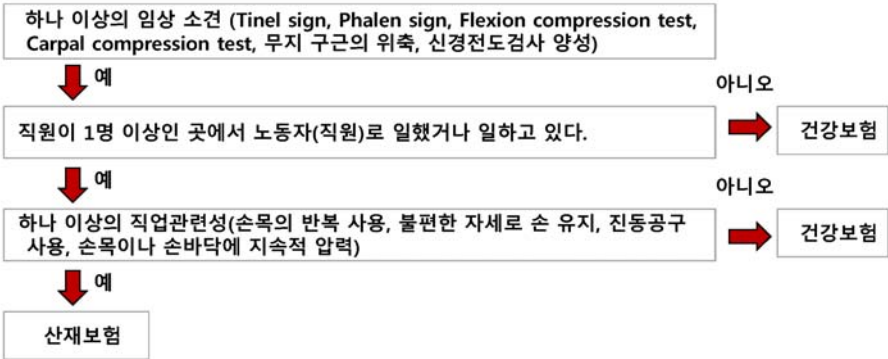 하나 이상의 임상 소견 (Tinel sign, Phalen sign, Flexion compression test,
Carpal compression test, 무지 구근의 위축, 신경전도검사 양성)
예
아니오
직원이 1명 이상인 곳에서 노동자(직원)로 일했거나 일하고 있다.
건강보험
예
아니오
하나 이상의 직업관련성(손목의 반복 사용, 불편한 자세로 손 유지, 진동공구
사용, 손목이나 손바닥에 지속적 압력)
건강보험
예
산재보험